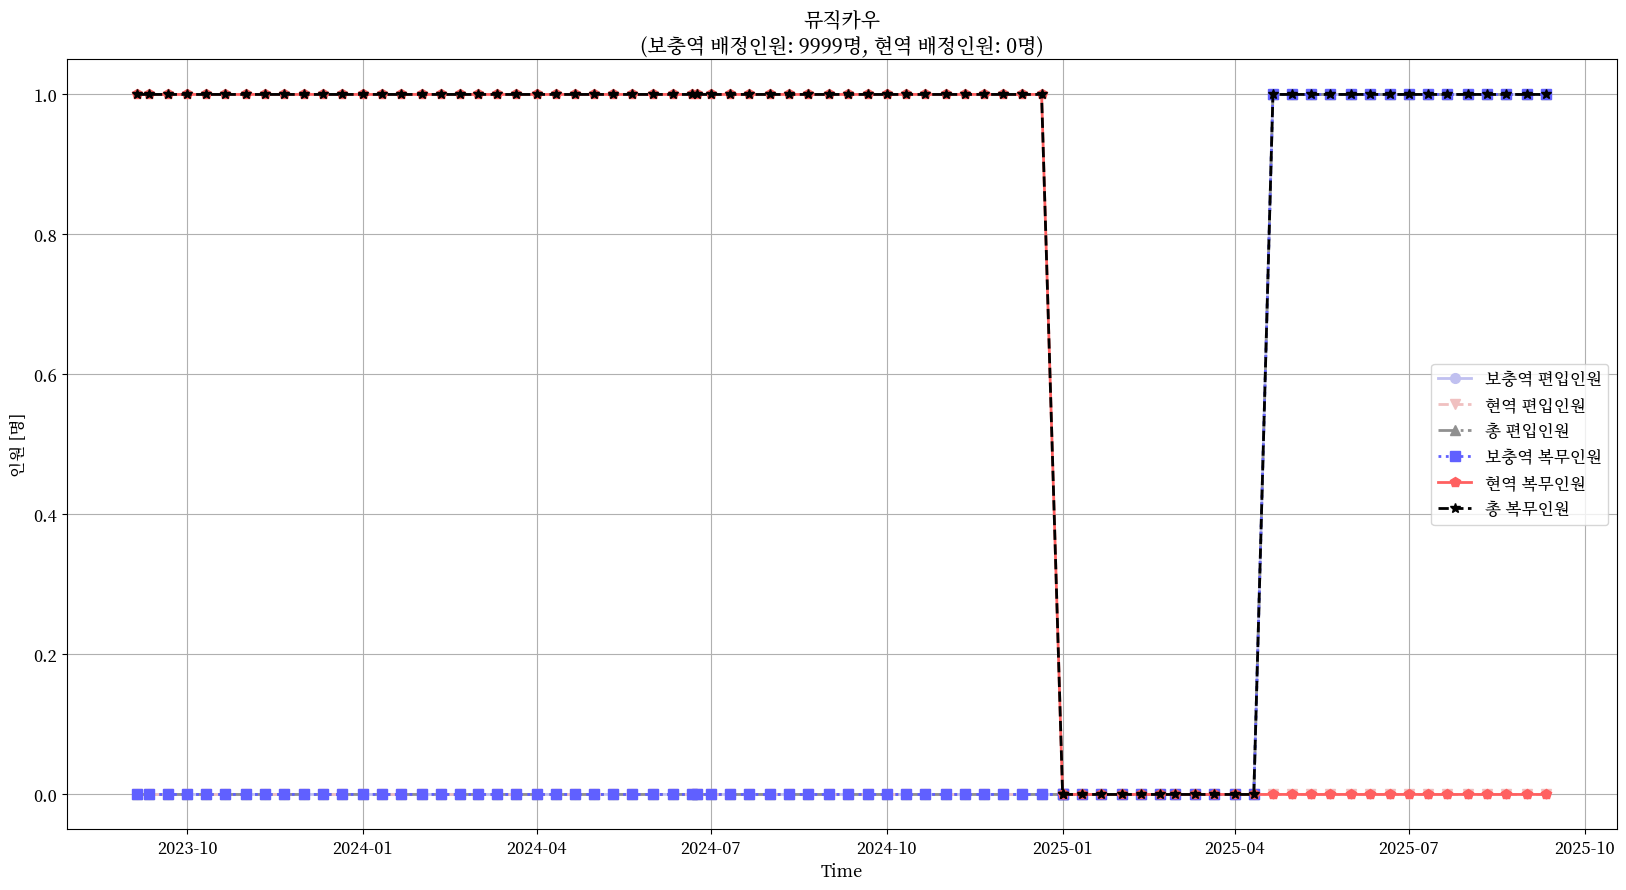 뮤직카우
(보충역 배정인원: 9999명, 현역 배정인원: 0명)
1.0
0.8
0.6
0.4
0.2
0.0
인원 [명]
보충역 편입인원
현역 편입인원
총 편입인원
보충역 복무인원
현역 복무인원
총 복무인원
2023-10
2024-01
2024-04
2024-07
2024-10
2025-01
2025-04
2025-07
2025-10
Time